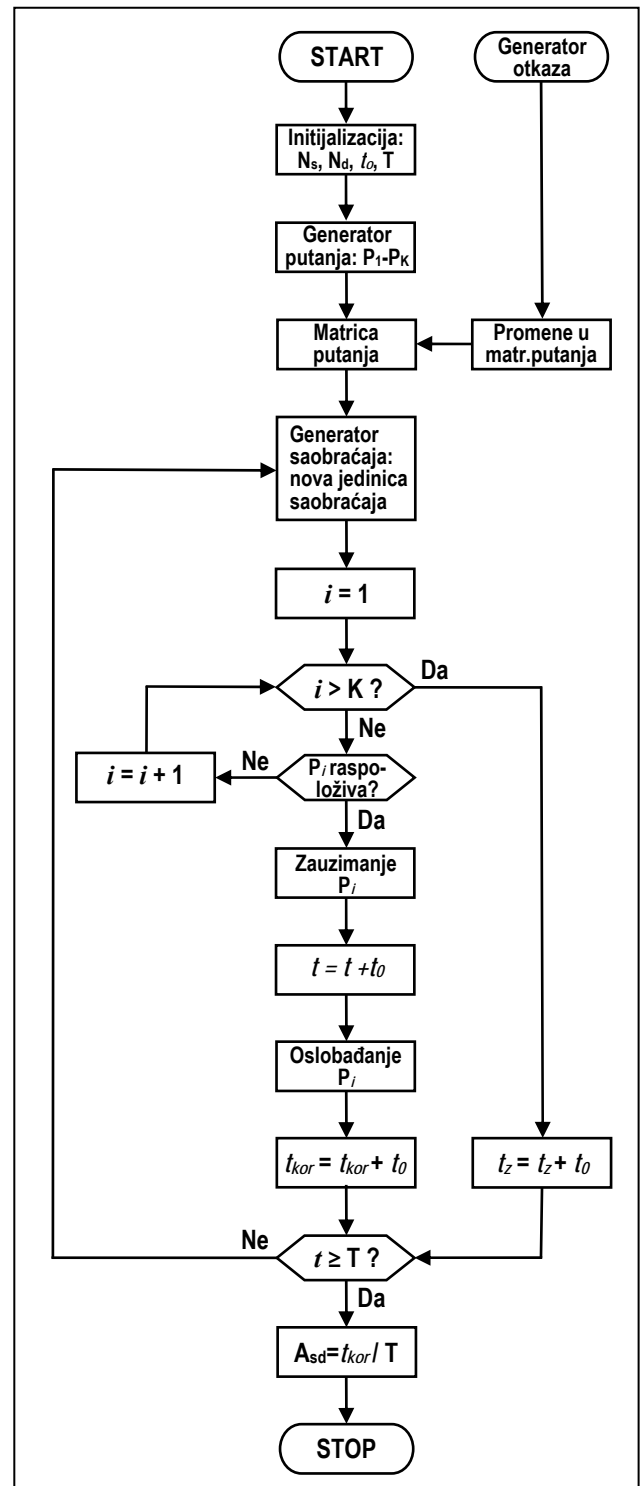 START
Generator
otkaza
Initijalizacija:
Ns, Nd, to, T
Generator
putanja: P1-PK
Matrica
putanja
Promene u
matr.putanja
Generator
saobraćaja:
nova jedinica
saobraćaja
i = 1
i > K ?
Da
Ne
i = i + 1
Ne
Pi raspo-
loživa?
Da
Zauzimanje
Pi
t = t +t0
Oslobađanje
Pi
tkor = tkor + t0
tz = tz + t0
Ne
t ≥ T ?
Da
Asd=tkor/ T
STOP